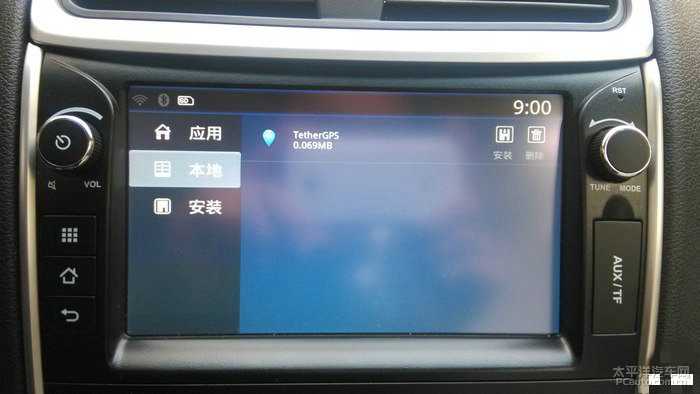 RST
SD
9:00
应用
TetherGPS
0.069MB
安装
删除
本地
安装
VOL
TUNE
MODE
AUX/TF
太平洋汽车网
PCauto.com.cn